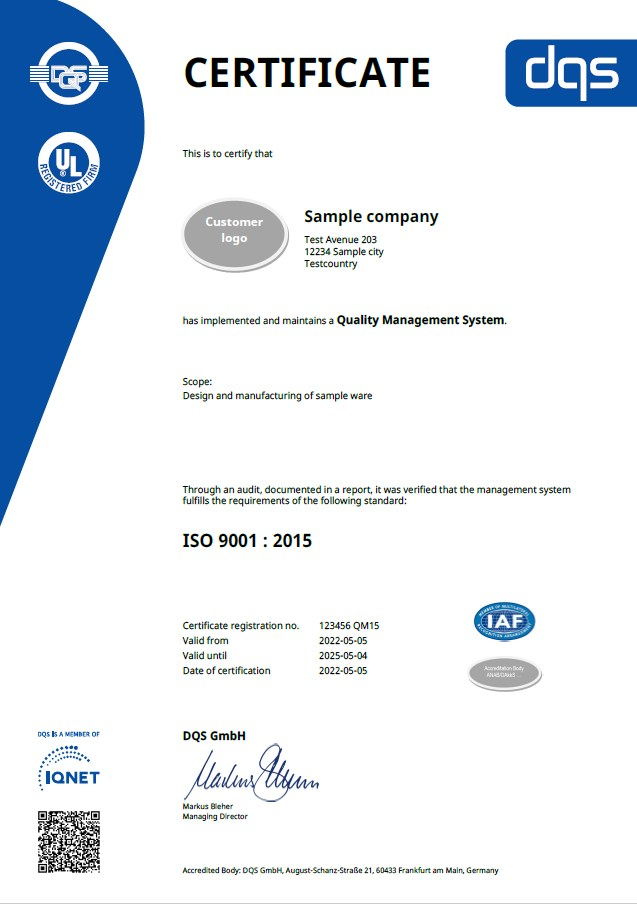 DQS
CERTIFICATE
dqs
UL
REGISTERED FIRM
This is to certify that
Customer
logo
Sample company
Test Avenue 203
12234 Sample city
Testcountry
has implemented and maintains a Quality Management System.
Scope:
Design and manufacturing of sample ware
Through an audit, documented in a report, it was verified that the management system
fulfills the requirements of the following standard:
ISO 9001 : 2015
MEMBER OF MULTILATERAL
IAF
RECOGNITION ARRANGEMENT
Certificate registration no. 123456 QM15
Valid from 2022-05-05
Valid until 2025-05-04
Date of certification 2022-05-05
Accreditation Body
DQS IS A MEMBER OF
IQNET
DQS GmbH
Markus Bleher
Managing Director
Accredited Body: DQS GmbH, August-Schanz-Straße 21, 60433 Frankfurt am Main, Germany